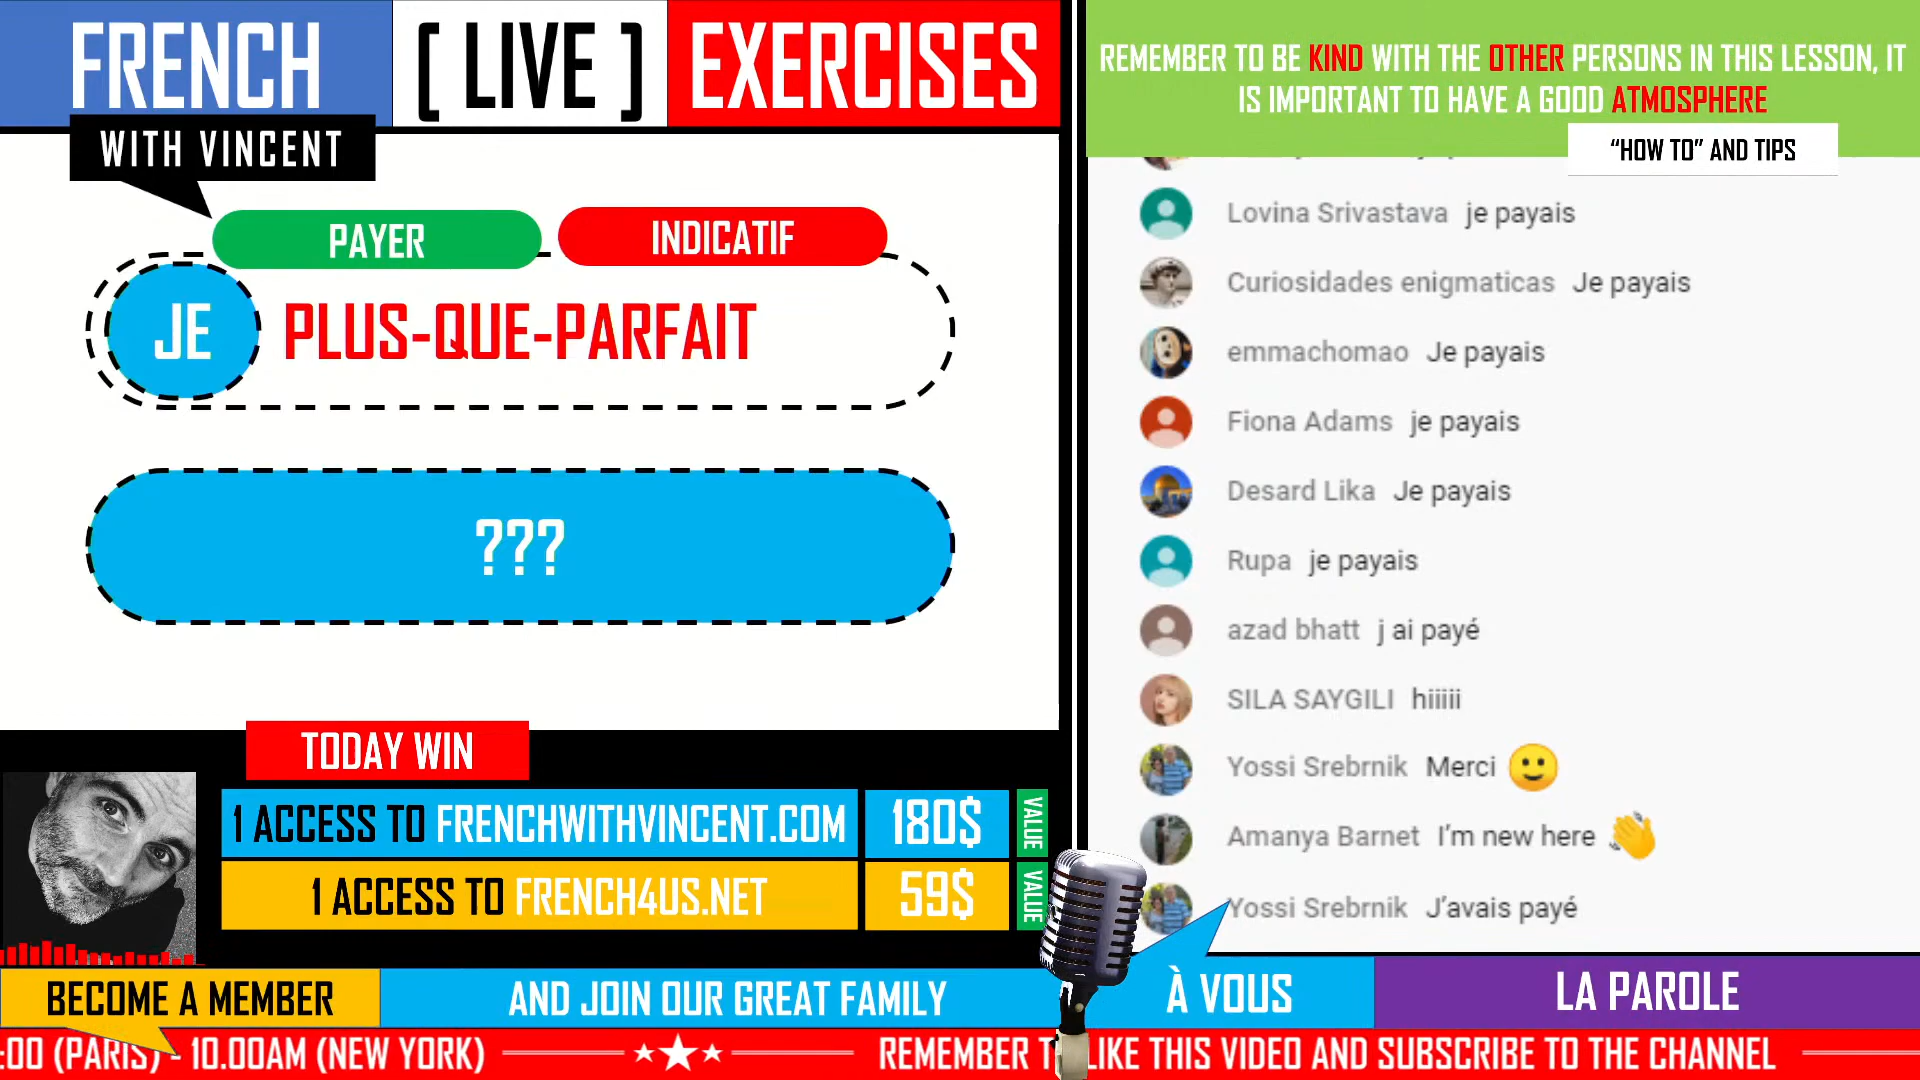 FRENCH
[ LIVE ]
EXERCISES
WITH VINCENT
PAYER
INDICATIF
JE
PLUS-QUE-PARFAIT
???
TODAY WIN
1 ACCESS TO FRENCHWITHVINCENT.COM
180$
VALUE
1 ACCESS TO FRENCH4US.NET
59$
VALUE
BECOME A MEMBER
AND JOIN OUR GREAT FAMILY
REMEMBER TO BE KIND WITH THE OTHER PERSONS IN THIS LESSON, IT
IS IMPORTANT TO HAVE A GOOD ATMOSPHERE
“HOW TO” AND TIPS
Lovina Srivastava je payais
Curiosidades enigmaticas Je payais
emmachomao Je payais
Fiona Adams je payais
Desard Lika Je payais
Rupa je payais
azad bhatt j ai payé
SILA SAYGILI hiiiii
Yossi Srebrnik Merci 🙂
Amanya Barnet I’m new here 👋
Yossi Srebrnik J’avais payé
À VOUS
LA PAROLE
:00 (PARIS) - 10.00AM (NEW YORK)
REMEMBER LIKE THIS VIDEO AND SUBSCRIBE TO THE CHANNEL